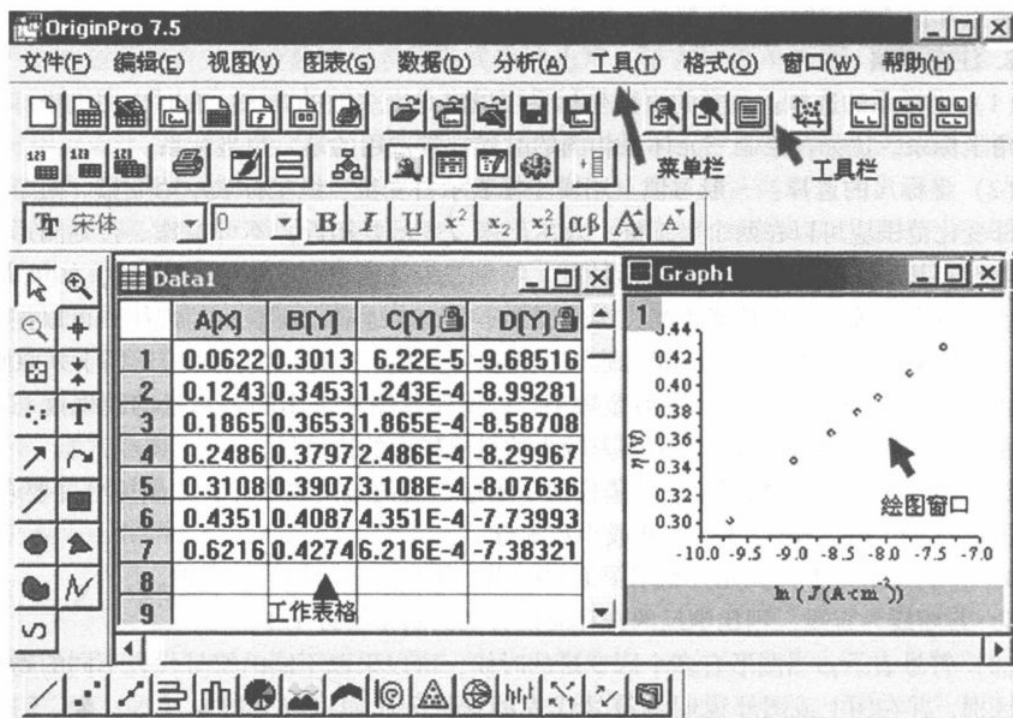 OriginPro 7.5
文件(F) 编辑(E) 视图(V) 图表(G) 数据(D) 分析(A) 工具(T) 格式(O) 窗口(W) 帮助(H)
菜单栏 工具栏
123 123 123
Tr 宋体 0 B I U x² x₂ x₂² αβ A A
Data1
A[X] B[Y] C[Y] D[Y]
1 0.0622 0.3013 6.22E-5 -9.68516
2 0.1243 0.3453 1.243E-4 -8.99281
3 0.1865 0.3653 1.865E-4 -8.58708
4 0.2486 0.3797 2.486E-4 -8.29967
5 0.3108 0.3907 3.108E-4 -8.07636
6 0.4351 0.4087 4.351E-4 -7.73993
7 0.6216 0.4274 6.216E-4 -7.38321
8
9
工作表格
T
Graph1
1
0.44
0.42
0.40
0.38
0.36
0.34
0.30
η(V)
绘图窗口
-10.0 -9.5 -9.0 -8.5 -8.0 -7.5 -7.0
ln(J(A·cm⁻²))